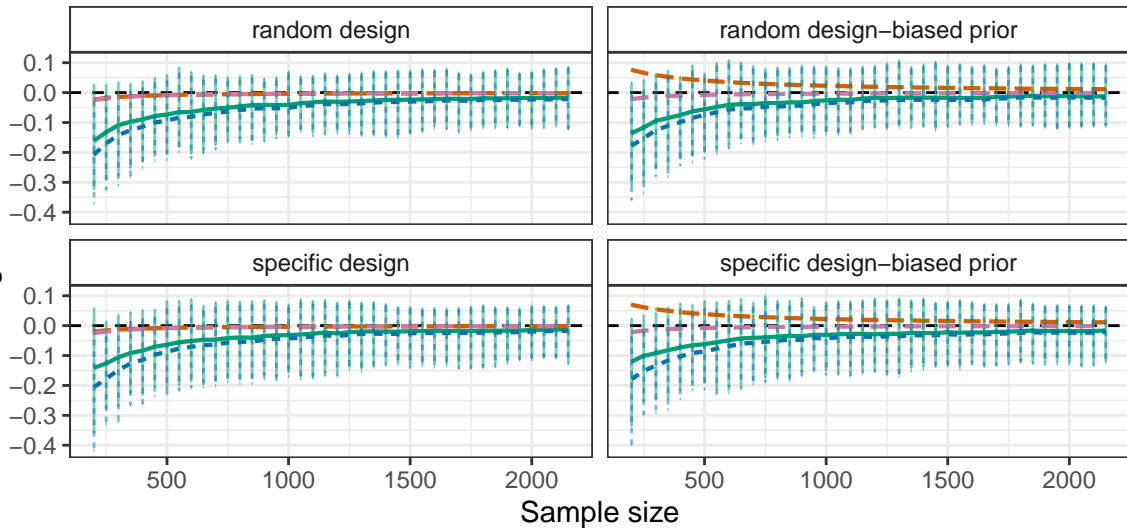 random design
random design−biased prior
0.1
0.0
−0.1
−0.2
−0.3
−0.4
specific design
specific design−biased prior
0.1
0.0
−0.1
−0.2
−0.3
−0.4
500 1000 1500 2000 500 1000 1500 2000
Sample size